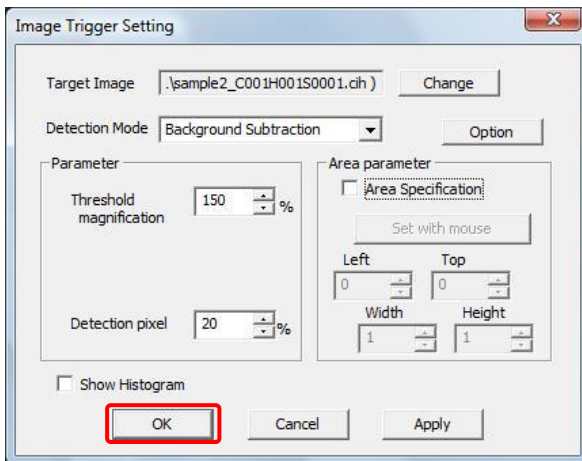 Image Trigger Setting
Target Image .\sample2_C001H001S0001.cih ) Change
Detection Mode Background Subtraction Option
Parameter
Threshold magnification 150 %
Detection pixel 20 %
Area parameter
Area Specification
Set with mouse
Left Top
0 0
Width Height
1 1
Show Histogram
OK Cancel Apply